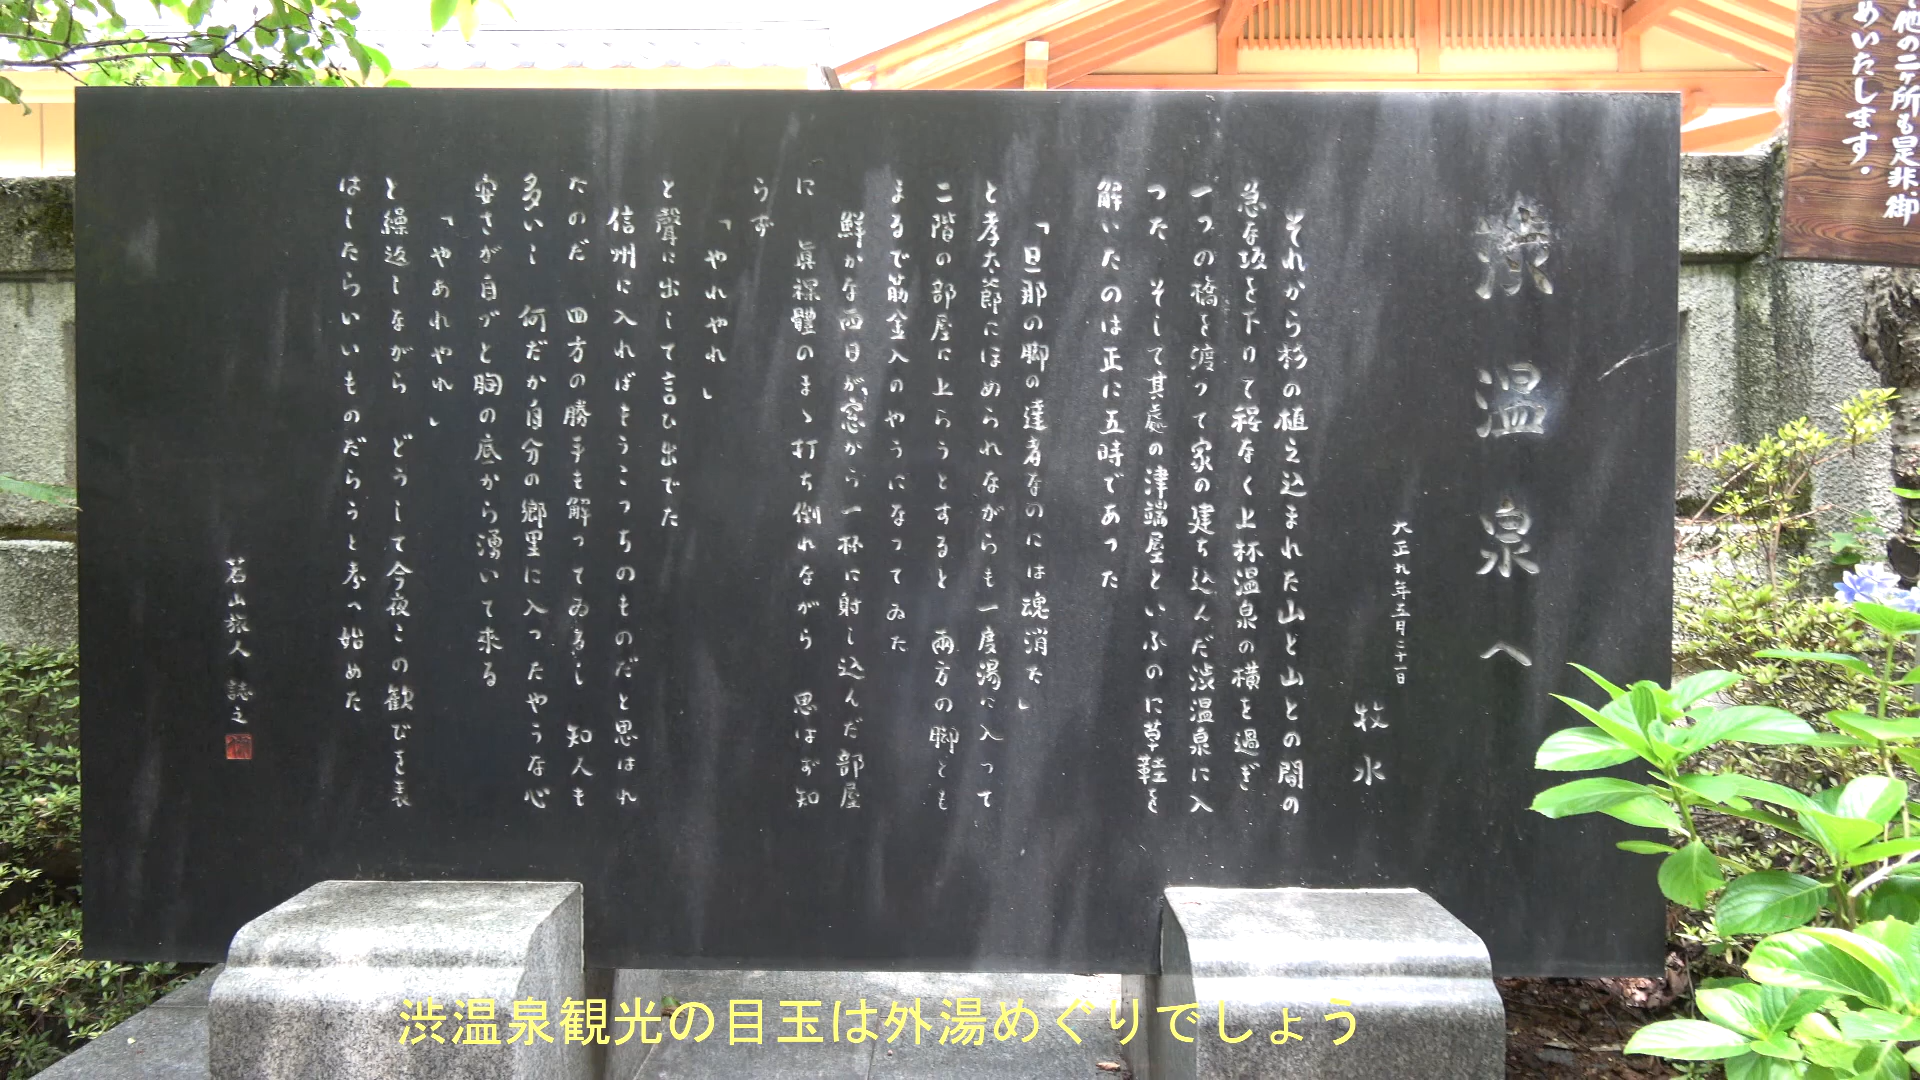 渋温泉へ
大正九年五月二十一日
牧水
それから杉の植え込まれた山と山との間の
急な坂を下りて程なく上林温泉の横を過ぎ
一つの橋を渡つて家の建ち込んだ渋温泉に入
つた そして其處の津端屋といふのに草鞋を
解いたのは正に五時であつた
「旦那の脚の達者なのには魂消た」
と孝太爺にほめられながらも一度湯に入つて
二階の部屋に上らうとすると 両方の脚とも
まるで筋金入のやうになつてゐた
鮮かな西日が窓から一杯に射し込んだ部屋
に 眞裸體のまゝ打ち倒れながら 思はず知
らず
「やれやれ」
と聲に出して言ひ出でた
信州に入ればもうこつちのものだと思はれ
たのだ 四方の勝手も解つてゐるし 知人も
多いし 何だか自分の郷里に入つたやうな心
安さが自づと胸の底から湧いて来る
「やあれやれ」
と繰返しながら どうして今夜この歓びを表
はしたらいいものだらうと考へ始めた
若山旅人 誌之
他の二ヶ所も是非、御
めいたします。
渋温泉観光の目玉は外湯めぐりでしょう